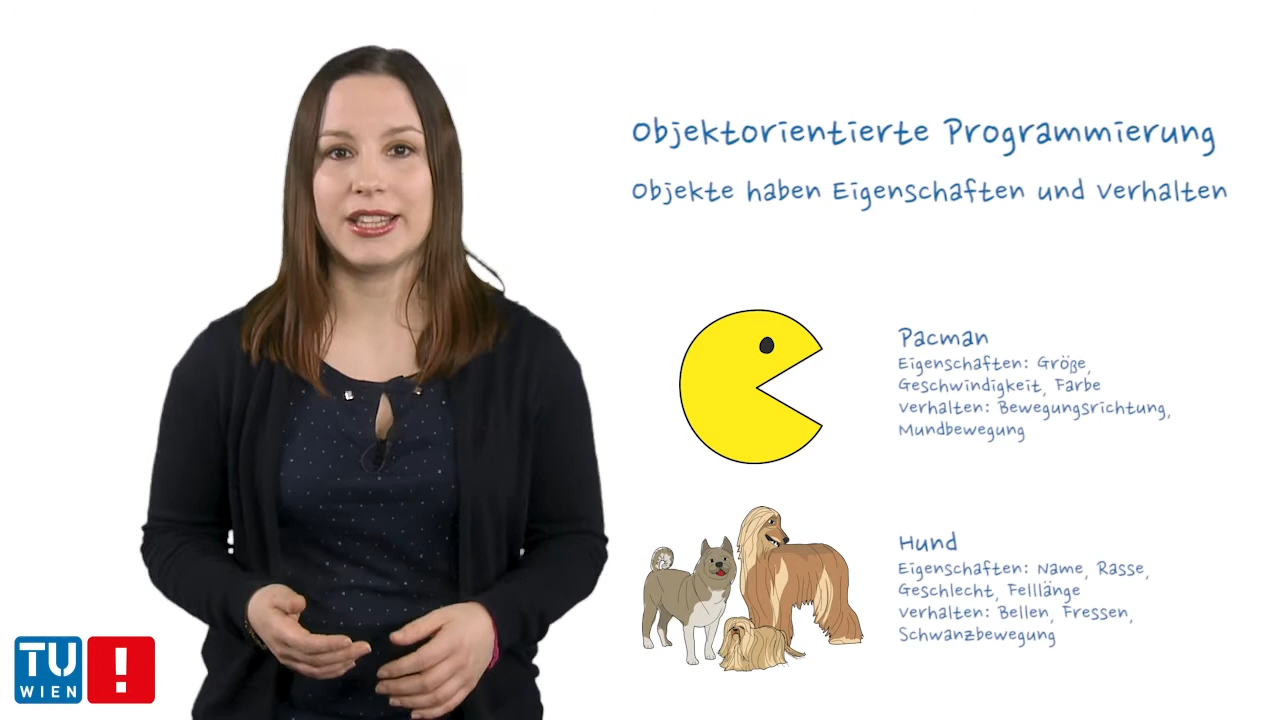 Objektorientierte Programmierung
Objekte haben Eigenschaften und Verhalten
Pacman
Eigenschaften: Größe,
Geschwindigkeit, Farbe
Verhalten: Bewegungsrichtung,
Mundbewegung
Hund
Eigenschaften: Name, Rasse,
Geschlecht, Felllänge
Verhalten: Bellen, Fressen,
Schwanzbewegung
TU
WIEN
!